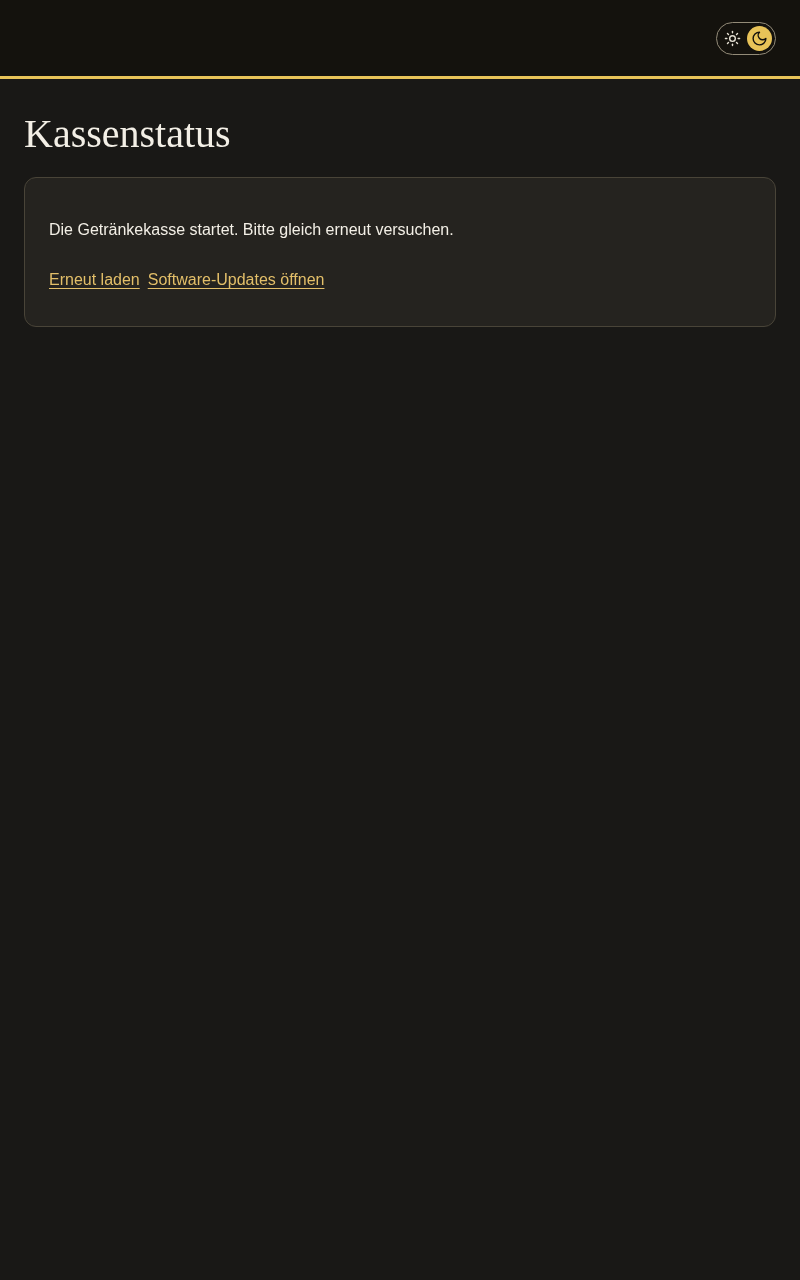 Kassenstatus
Die Getränkekasse startet. Bitte gleich erneut versuchen.
Erneut laden Software-Updates öffnen